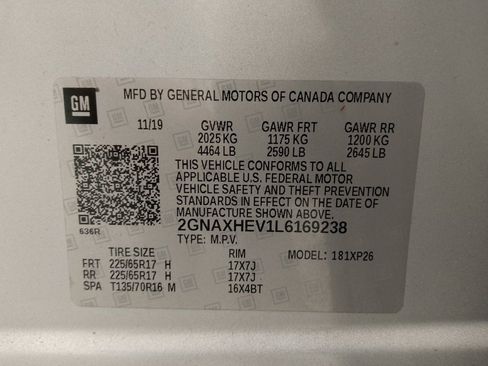 GM
MFD BY GENERAL MOTORS OF CANADA COMPANY
11/19 GVWR GAWR FRT GAWR RR
2025 KG 1175 KG 1200 KG
4464 LB 2590 LB 2645 LB
THIS VEHICLE CONFORMS TO ALL
APPLICABLE U.S. FEDERAL MOTOR
VEHICLE SAFETY AND THEFT PREVENTION
STANDARDS IN EFFECT ON THE DATE OF
MANUFACTURE SHOWN ABOVE.
636R 2GNAXHEV1L6169238
TYPE: M.P.V.
TIRE SIZE RIM MODEL: 181XP26
FRT 225/65R17 H 17X7J
RR 225/65R17 H 17X7J
SPA T135/70R16 M 16X4BT